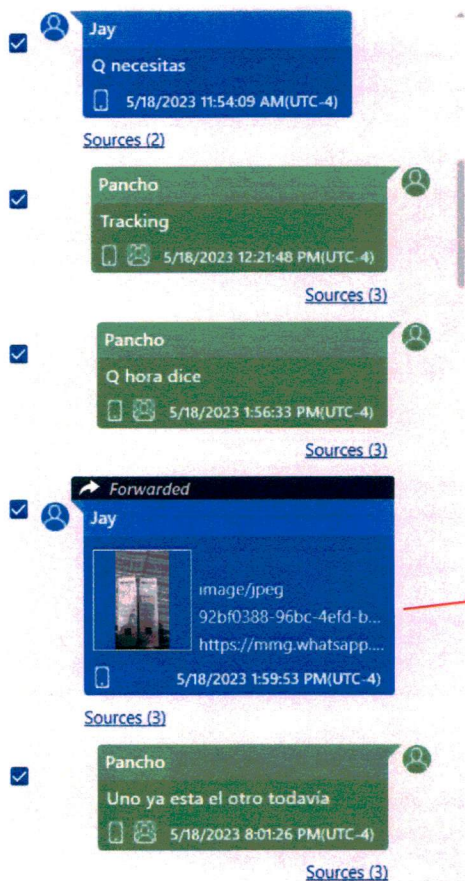 Jay
Q necesitas
5/18/2023 11:54:09 AM(UTC-4)
Sources (2)
Pancho
Tracking
5/18/2023 12:21:48 PM(UTC-4)
Sources (3)
Pancho
Q hora dice
5/18/2023 1:56:33 PM(UTC-4)
Sources (3)
Forwarded
Jay
image/jpeg
92bf0388-96bc-4efd-b...
https://mmg.whatsapp....
5/18/2023 1:59:53 PM(UTC-4)
Sources (3)
Pancho
Uno ya esta el otro todavía
5/18/2023 8:01:26 PM(UTC-4)
Sources (3)